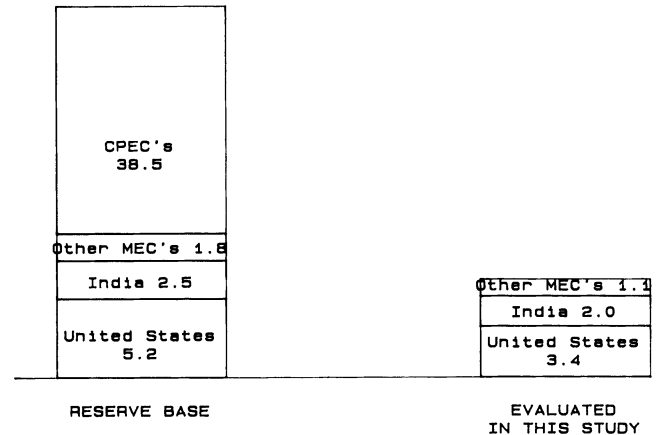 CPEC's
38.5
Other MEC's 1.8
India 2.5
United States
5.2
RESERVE BASE
Other MEC's 1.1
India 2.0
United States
3.4
EVALUATED
IN THIS STUDY